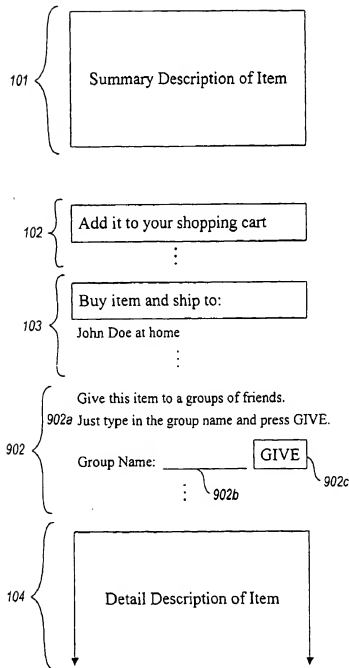 101
Summary Description of Item
102
Add it to your shopping cart
103
Buy item and ship to:
John Doe at home
902
Give this item to a groups of friends.
902a Just type in the group name and press GIVE.
Group Name: ________ GIVE
902b
902c
104
Detail Description of Item